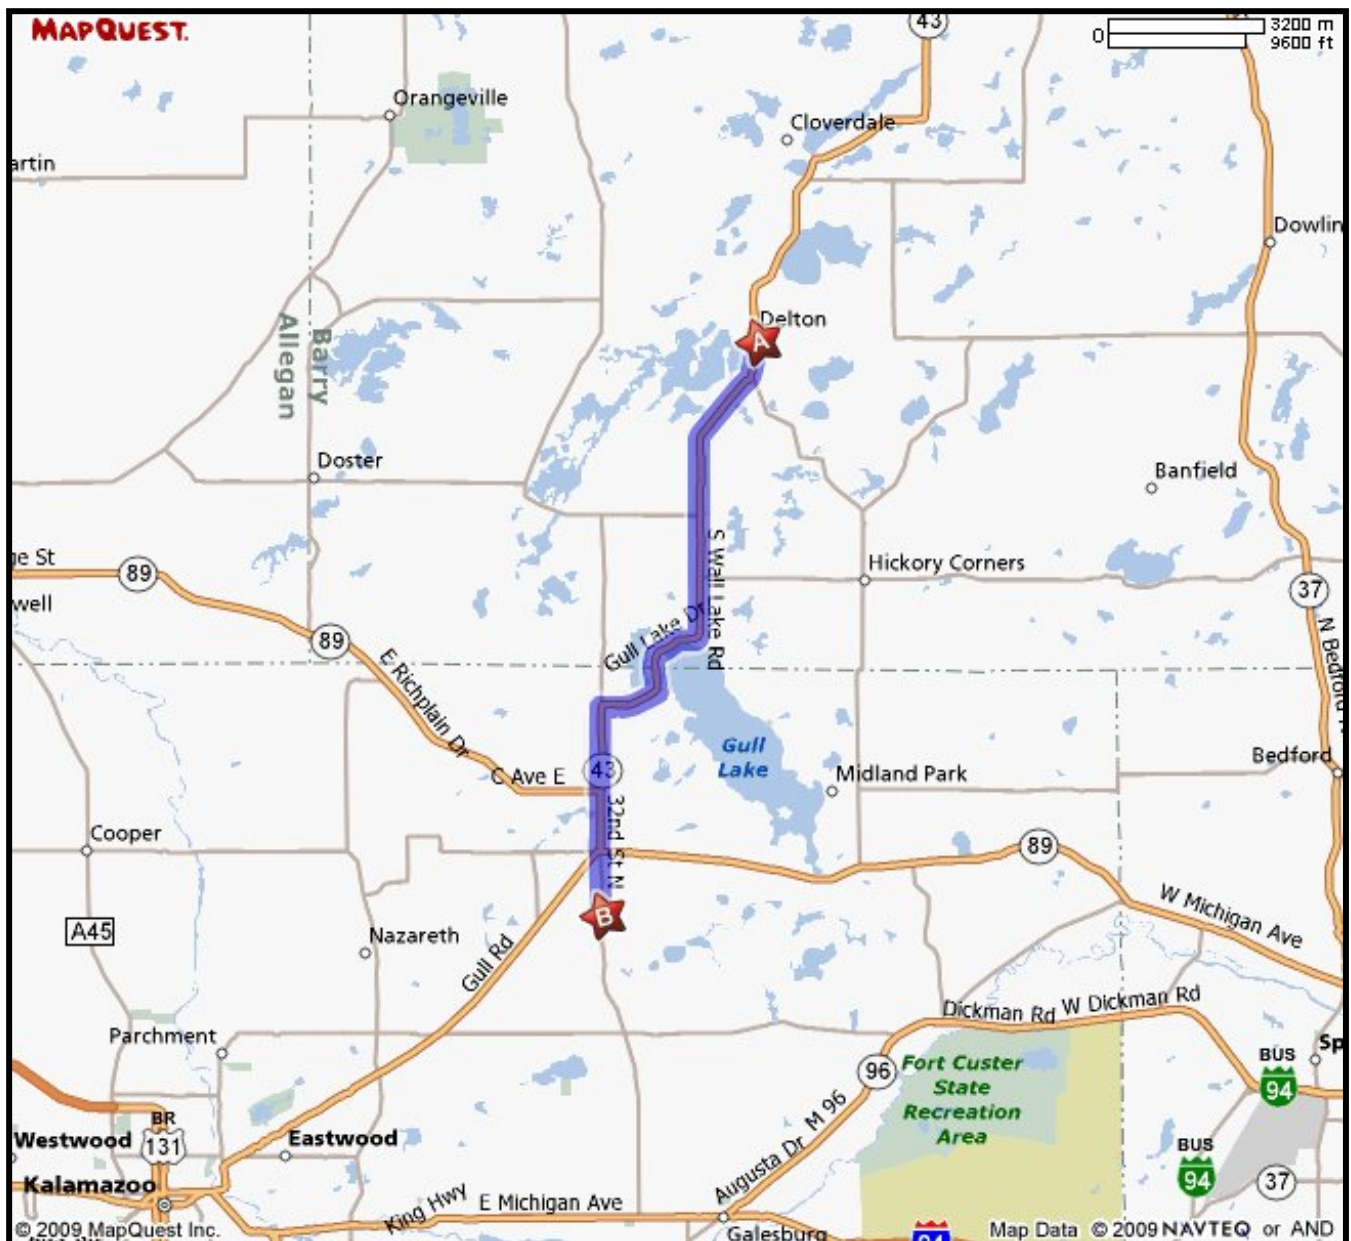 MAPQUEST.
43
0
3200 m
9600 ft
Orangeville
Cloverdale
artin
Dowlin
Delton
A
Barry
Allegan
Doster
Banfield
S Wall Lake Rd
ge St
89
Hickory Corners
37
well
Gull Lake Dr
89
N Bedford
E Richplain Dr
Gull
Lake
Bedford
C Ave E
43
Midland Park
32nd St N
Cooper
89
W Michigan Ave
B
A45
Nazareth
Gull Rd
Dickman Rd
W Dickman Rd
Parchment
96
Fort Custer
State
Recreation
Area
Sp
BUS
94
M 96
BR
131
Westwood
Eastwood
BUS
94
37
Kalamazoo
Augusta Dr
King Hwy
E Michigan Ave
Galesburg
94
© 2009 MapQuest Inc.
Map Data © 2009 NAVTEQ or AND